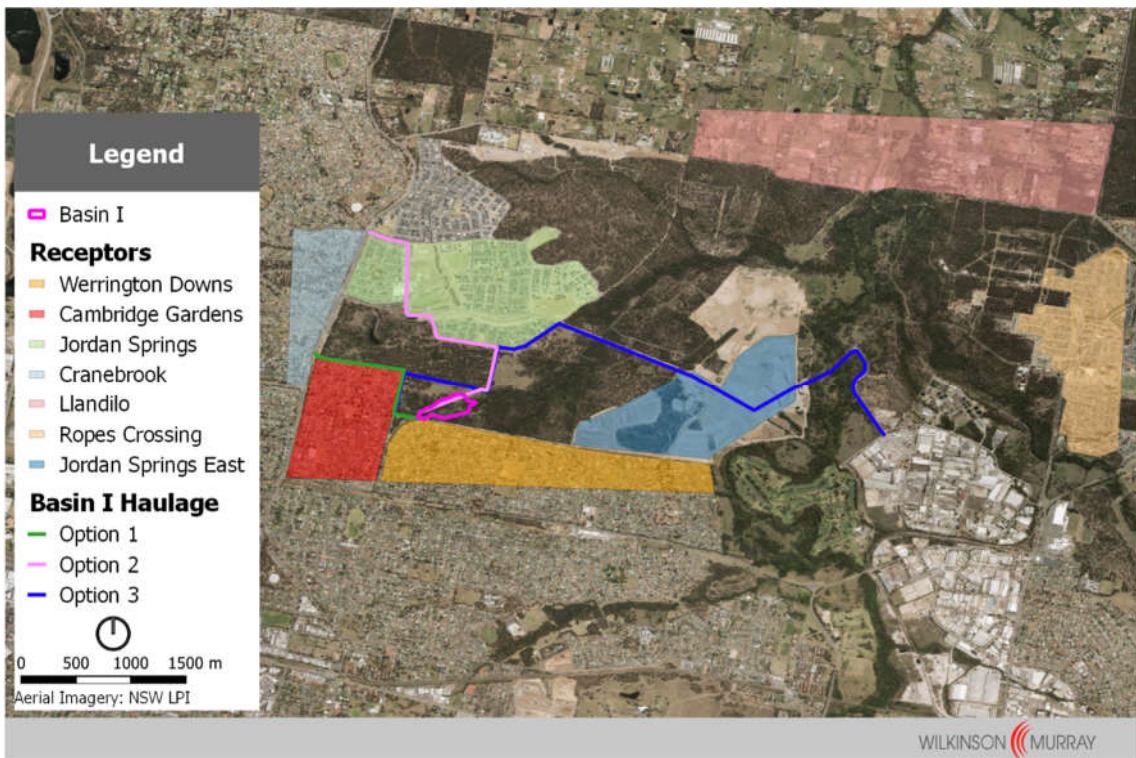 Legend
Basin I
Receptors
Werrington Downs
Cambridge Gardens
Jordan Springs
Cranebrook
Llandilo
Ropes Crossing
Jordan Springs East
Basin I Haulage
Option 1
Option 2
Option 3
0 500 1000 1500 m
Aerial Imagery: NSW LPI
WILKINSON MURRAY